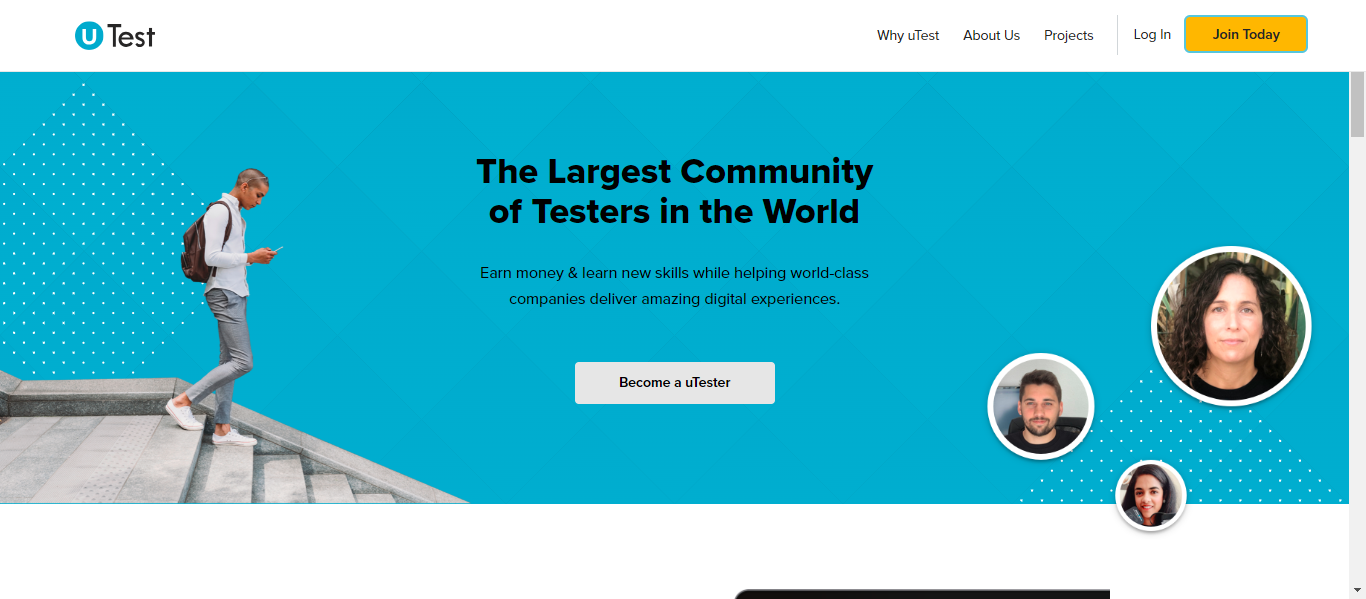 uTest
Why uTest
About Us
Projects
Log In
Join Today
The Largest Community
of Testers in the World
Earn money & learn new skills while helping world-class
companies deliver amazing digital experiences.
Become a uTester